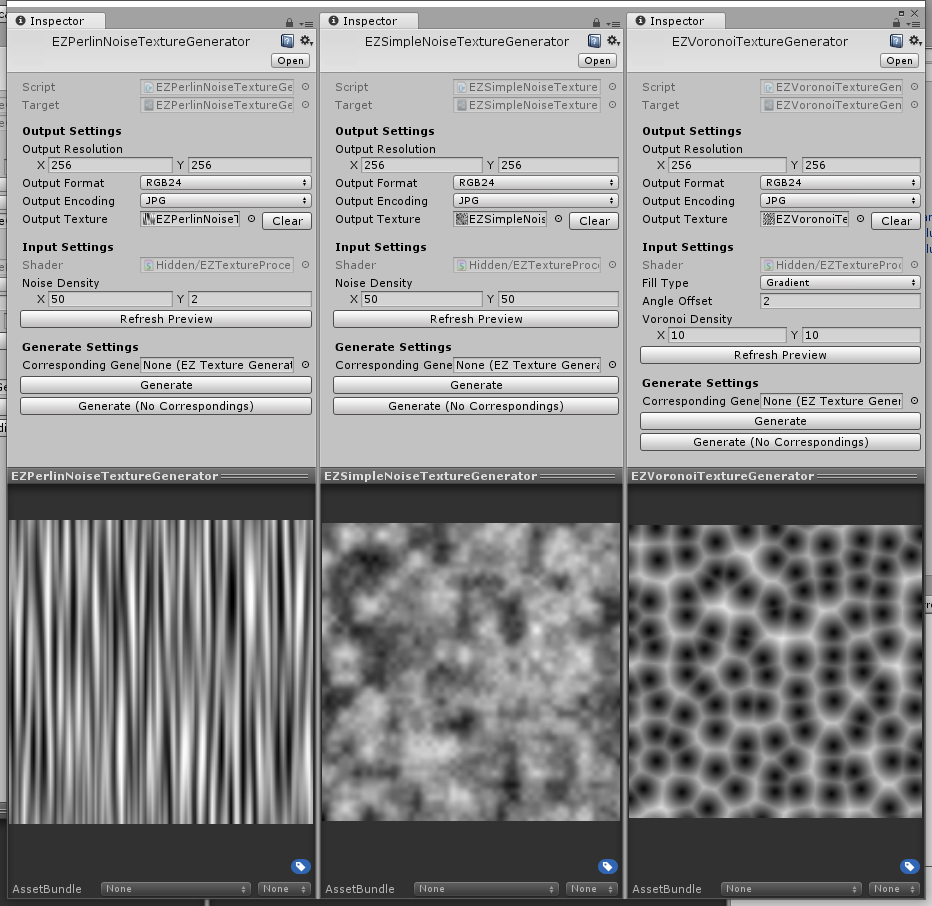 Inspector
EZPerlinNoiseTextureGenerator
Open
Script EZPerlinNoiseTextureGe
Target EZPerlinNoiseTextureGe
Output Settings
Output Resolution
X 256 Y 256
Output Format RGB24
Output Encoding JPG
Output Texture EZPerlinNoiseT Clear
Input Settings
Shader Hidden/EZTextureProce
Noise Density
X 50 Y 2
Refresh Preview
Generate Settings
Corresponding Gene None (EZ Texture Generat
Generate
Generate (No Correspondings)
EZPerlinNoiseTextureGenerator
AssetBundle None None
Inspector
EZSimpleNoiseTextureGenerator
Open
Script EZSimpleNoiseTexture
Target EZSimpleNoiseTexture
Output Settings
Output Resolution
X 256 Y 256
Output Format RGB24
Output Encoding JPG
Output Texture EZSimpleNois Clear
Input Settings
Shader Hidden/EZTextureProc
Noise Density
X 50 Y 50
Refresh Preview
Generate Settings
Corresponding Gene None (EZ Texture Genera
Generate
Generate (No Correspondings)
EZSimpleNoiseTextureGenerator
AssetBundle None None
Inspector
EZVoronoiTextureGenerator
Open
Script EZVoronoiTextureGen
Target EZVoronoiTextureGen
Output Settings
Output Resolution
X 256 Y 256
Output Format RGB24
Output Encoding JPG
Output Texture EZVoronoiTe Clear
Input Settings
Shader Hidden/EZTextureProc
Fill Type Gradient
Angle Offset 2
Voronoi Density
X 10 Y 10
Refresh Preview
Generate Settings
Corresponding Gene None (EZ Texture Gener
Generate
Generate (No Correspondings)
EZVoronoiTextureGenerator
AssetBundle None None